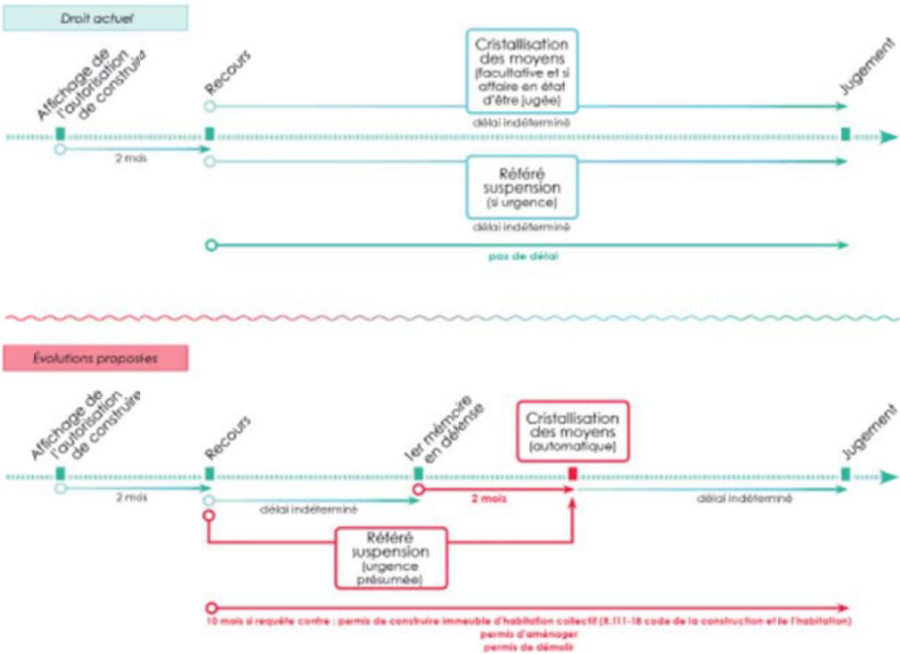 Droit actuel
Affichage de
l'autorisation
de construire
Recours
Cristallisation
des moyens
(facultative et si
affaire en état
d'être jugée)
délai indéterminé
Jugement
2 mois
Référé
suspension
(si urgence)
délai indéterminé
pas de délai
Évolutions proposées
Affichage de
l'autorisation
de construire
Recours
1er mémoire
en défense
Cristallisation
des moyens
(automatique)
Jugement
2 mois
délai indéterminé
2 mois
délai indéterminé
Référé
suspension
(urgence
présumée)
10 mois si requête contre : permis de construire immeuble d'habitation collectif (R.111-18 code de la construction et de l'habitation)
permis d'aménager
permis de démolir